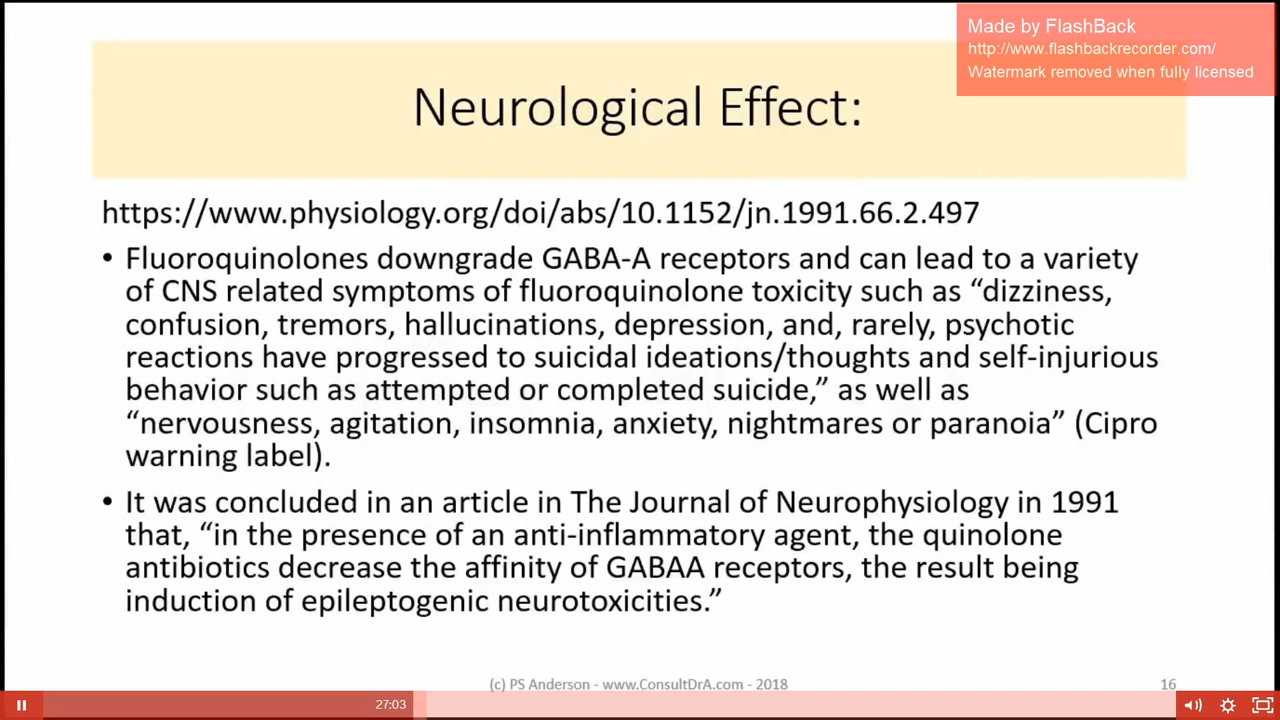 Made by FlashBack
http://www.flashbackrecorder.com/
Watermark removed when fully licensed
Neurological Effect:
https://www.physiology.org/doi/abs/10.1152/jn.1991.66.2.497
• Fluoroquinolones downgrade GABA-A receptors and can lead to a variety
of CNS related symptoms of fluoroquinolone toxicity such as “dizziness,
confusion, tremors, hallucinations, depression, and, rarely, psychotic
reactions have progressed to suicidal ideations/thoughts and self-injurious
behavior such as attempted or completed suicide,” as well as
“nervousness, agitation, insomnia, anxiety, nightmares or paranoia” (Cipro
warning label).
• It was concluded in an article in The Journal of Neurophysiology in 1991
that, “in the presence of an anti-inflammatory agent, the quinolone
antibiotics decrease the affinity of GABAA receptors, the result being
induction of epileptogenic neurotoxicities.”
(c) PS Anderson - www.ConsultDrA.com - 2018
16
27:03